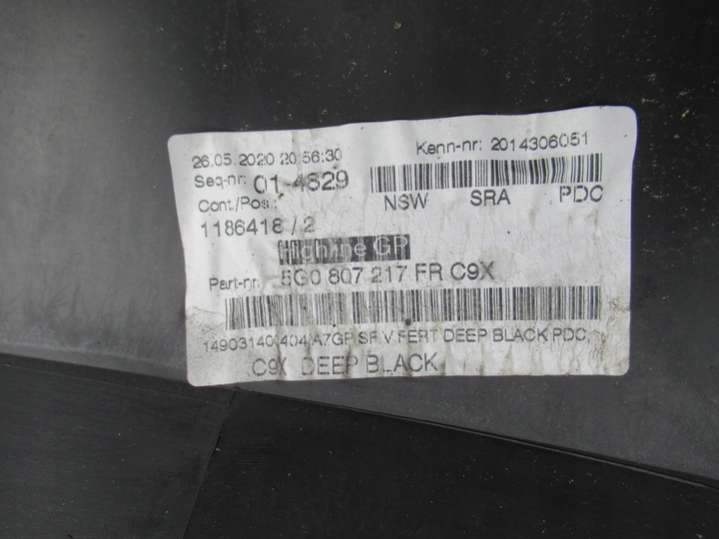 26.05.2020 20:56:30 Kenn-nr: 2014306051
Seq-nr: 01-4829
Cont./Pos.: NSW SRA PDC
1186418 / 2
Highline GP
Part-nr. 5G0 807 217 FR C9X
14903140 404 A7GP SF V FERT DEEP BLACK PDC,
C9X DEEP BLACK